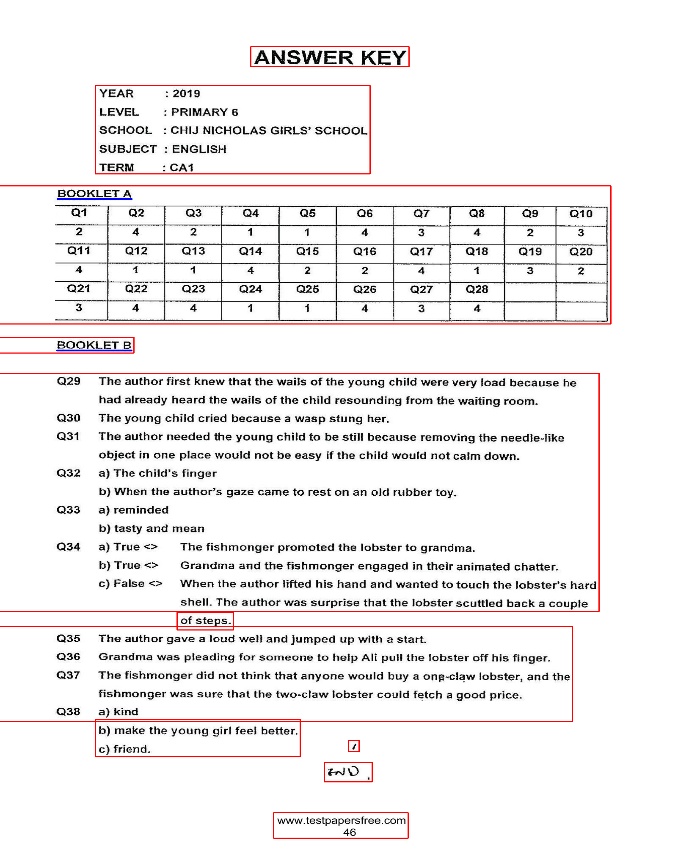 ANSWER KEY
YEAR : 2019
LEVEL : PRIMARY 6
SCHOOL : CHIJ NICHOLAS GIRLS' SCHOOL
SUBJECT : ENGLISH
TERM : CA1
BOOKLET A
Q1 Q2 Q3 Q4 Q5 Q6 Q7 Q8 Q9 Q10
2 4 2 1 1 4 3 4 2 3
Q11 Q12 Q13 Q14 Q15 Q16 Q17 Q18 Q19 Q20
4 1 1 4 2 2 4 1 3 2
Q21 Q22 Q23 Q24 Q25 Q26 Q27 Q28
3 4 4 1 1 4 3 4
BOOKLET B
Q29 The author first knew that the wails of the young child were very load because he
had already heard the wails of the child resounding from the waiting room.
Q30 The young child cried because a wasp stung her.
Q31 The author needed the young child to be still because removing the needle-like
object in one place would not be easy if the child would not calm down.
Q32 a) The child's finger
b) When the author's gaze came to rest on an old rubber toy.
Q33 a) reminded
b) tasty and mean
Q34 a) True <> The fishmonger promoted the lobster to grandma.
b) True <> Grandma and the fishmonger engaged in their animated chatter.
c) False <> When the author lifted his hand and wanted to touch the lobster's hard
shell. The author was surprise that the lobster scuttled back a couple
of steps.
Q35 The author gave a loud well and jumped up with a start.
Q36 Grandma was pleading for someone to help Ali pull the lobster off his finger.
Q37 The fishmonger did not think that anyone would buy a one-claw lobster, and the
fishmonger was sure that the two-claw lobster could fetch a good price.
Q38 a) kind
b) make the young girl feel better.
c) friend.
END.
www.testpapersfree.com
46